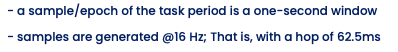 - a sample/epoch of the task period is a one-second window
- samples are generated @16 Hz; That is, with a hop of 62.5ms